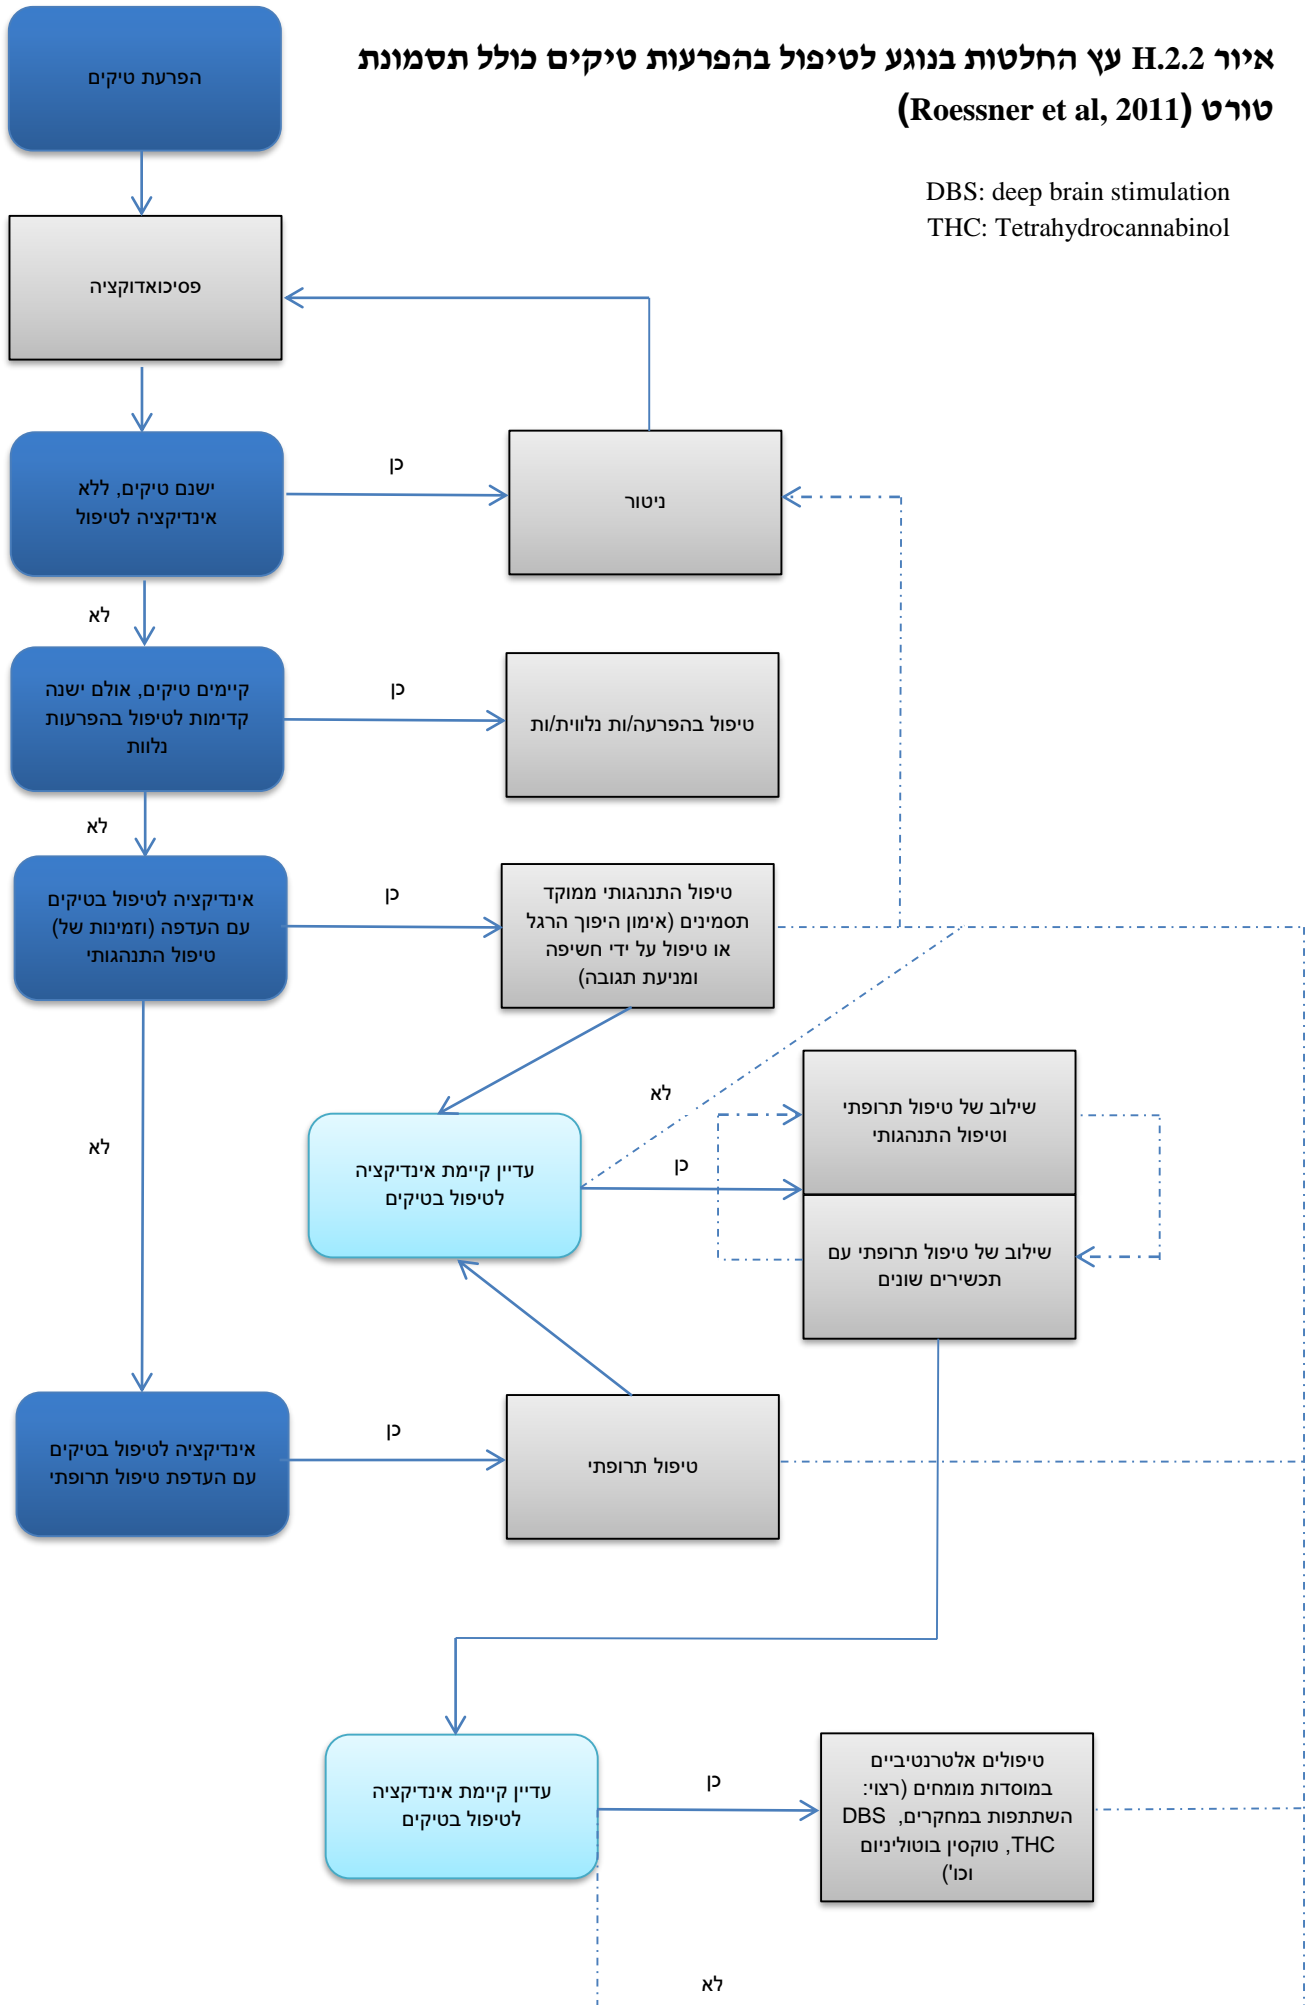 איור H.2.2 עץ החלטות בנוגע לטיפול בהפרעות טיקים כולל תסמונת
טורט (Roessner et al, 2011)
DBS: deep brain stimulation
THC: Tetrahydrocannabinol
הפרעת טיקים
פסיכואדוקציה
ישנם טיקים, ללא
אינדיקציה לטיפול
כן
ניטור
לא
קיימים טיקים, אולם ישנה
קדימות לטיפול בהפרעות
נלוות
כן
טיפול בהפרעה/ות נלווית/ות
לא
אינדיקציה לטיפול בטיקים
עם העדפה (וזמינות של)
טיפול התנהגותי
כן
טיפול התנהגותי ממוקד
תסמינים (אימון היפוך הרגל
או טיפול על ידי חשיפה
ומניעת תגובה)
לא
עדיין קיימת אינדיקציה
לטיפול בטיקים
לא
כן
שילוב של טיפול תרופתי
וטיפול התנהגותי
שילוב של טיפול תרופתי עם
תכשירים שונים
אינדיקציה לטיפול בטיקים
עם העדפת טיפול תרופתי
כן
טיפול תרופתי
עדיין קיימת אינדיקציה
לטיפול בטיקים
כן
טיפולים אלטרנטיביים
במוסדות מומחים (רצוי:
השתתפות במחקרים, DBS
THC, טוקסין בוטוליניום
וכו')
לא